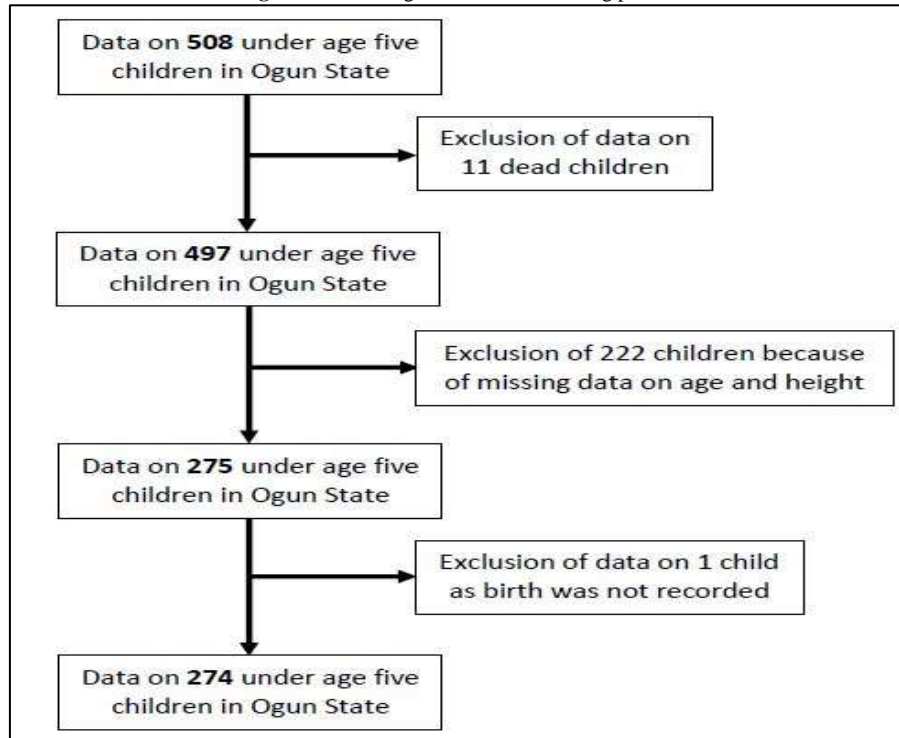 Data on 508 under age five
children in Ogun State
Exclusion of data on
11 dead children
Data on 497 under age five
children in Ogun State
Exclusion of 222 children because
of missing data on age and height
Data on 275 under age five
children in Ogun State
Exclusion of data on 1 child
as birth was not recorded
Data on 274 under age five
children in Ogun State